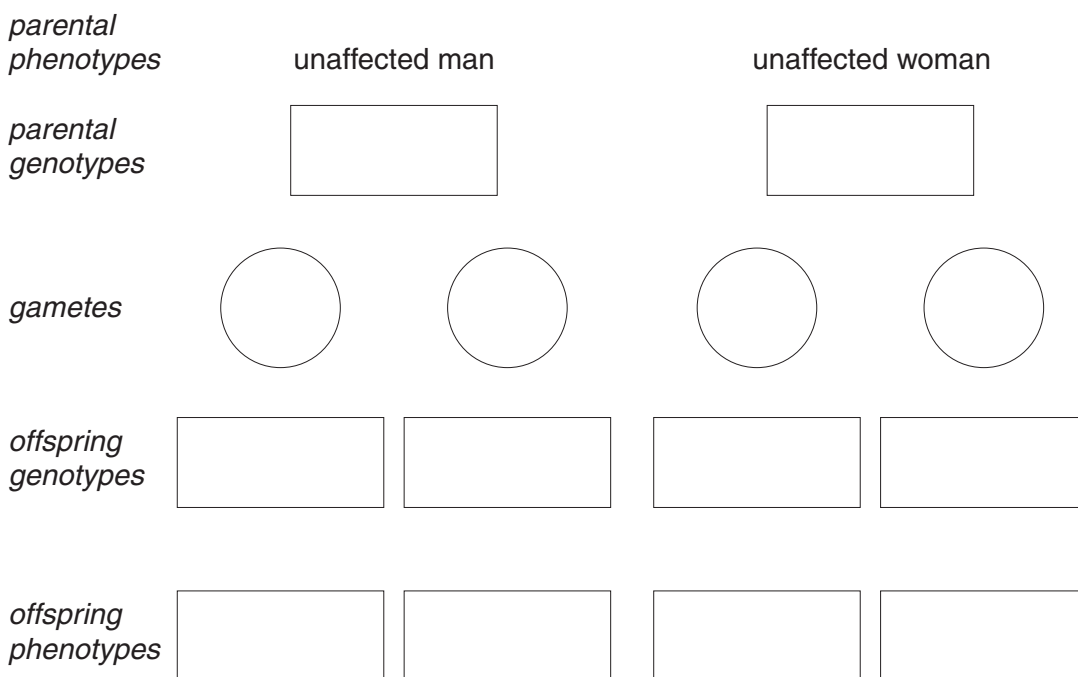 parental
phenotypes
unaffected man
unaffected woman
parental
genotypes
gametes
offspring
genotypes
offspring
phenotypes